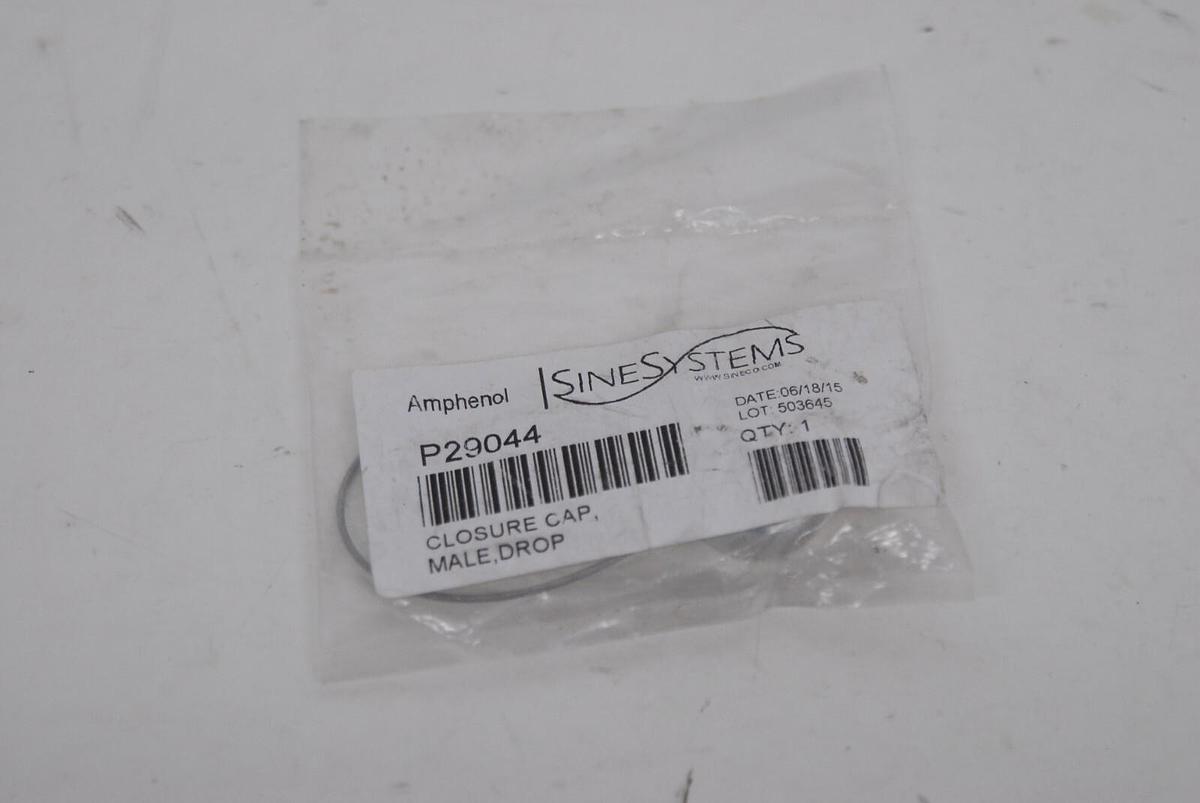 Amphenol | SINESYSTEMS
WWW.SINECO.COM
DATE:06/18/15
LOT: 503645
P29044
QTY: 1
CLOSURE CAP,
MALE,DROP